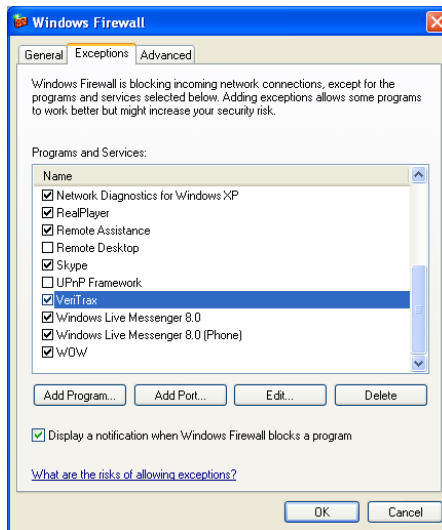 Windows Firewall
General Exceptions Advanced
Windows Firewall is blocking incoming network connections, except for the
programs and services selected below. Adding exceptions allows some programs
to work better but might increase your security risk.
Programs and Services:
Name
Network Diagnostics for Windows XP
RealPlayer
Remote Assistance
Remote Desktop
Skype
UPnP Framework
VeriTrax
Windows Live Messenger 8.0
Windows Live Messenger 8.0 (Phone)
WOW
Add Program... Add Port... Edit... Delete
Display a notification when Windows Firewall blocks a program
What are the risks of allowing exceptions?
OK Cancel